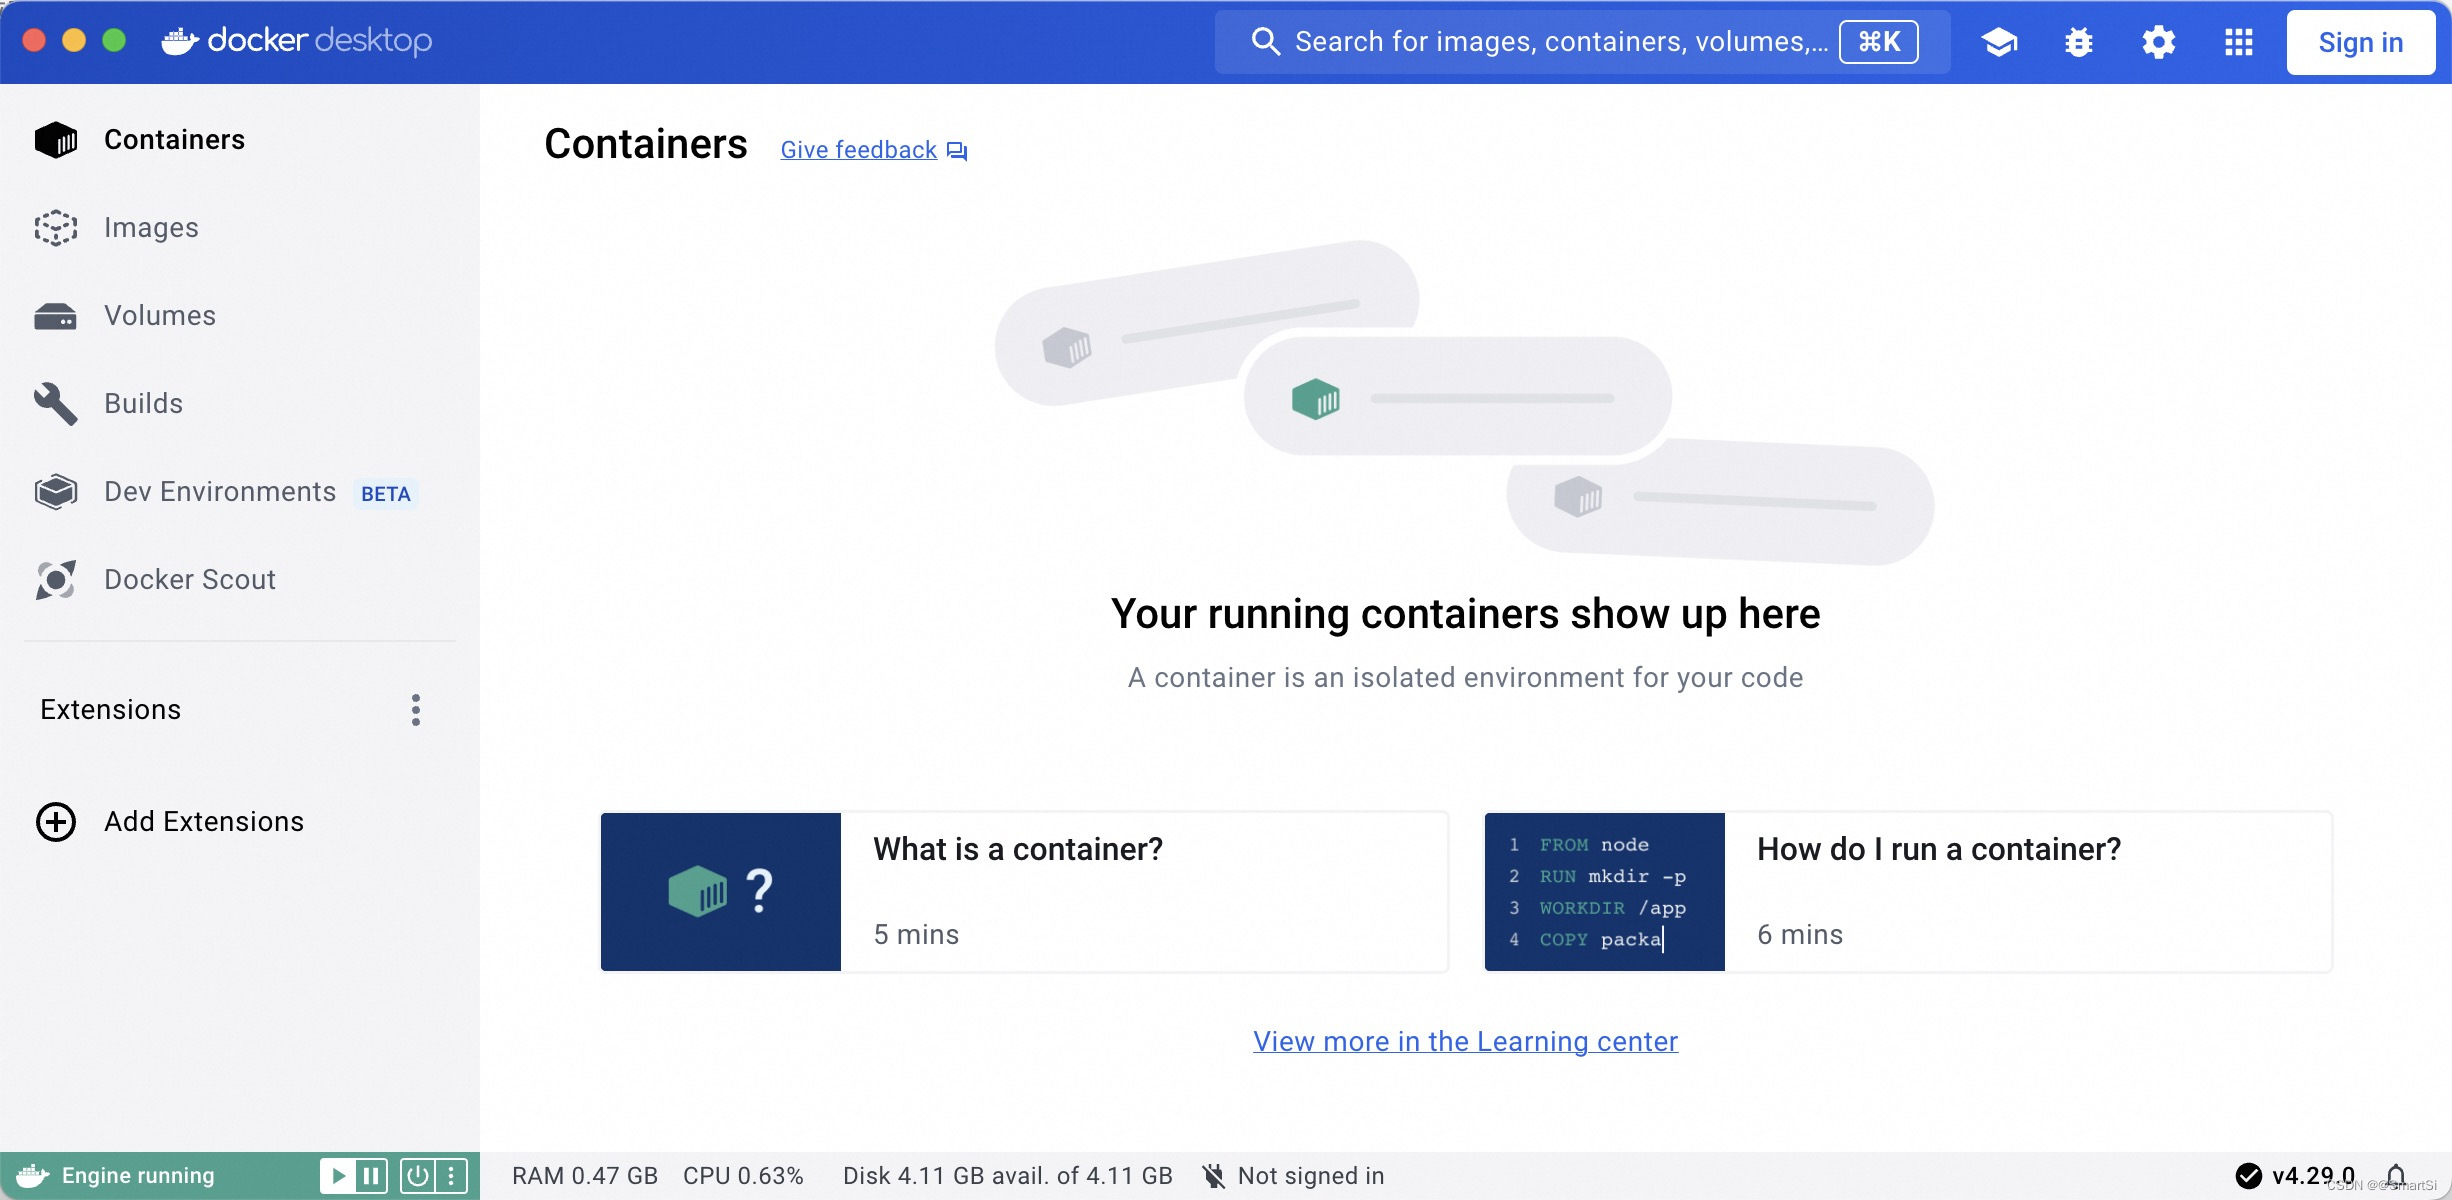 docker desktop
Search for images, containers, volumes,... ⌘K
Sign in
Containers
Images
Volumes
Builds
Dev Environments BETA
Docker Scout
Extensions
Add Extensions
Containers Give feedback
Your running containers show up here
A container is an isolated environment for your code
?
What is a container?
5 mins
1 FROM node
2 RUN mkdir -p
3 WORKDIR /app
4 COPY packa
How do I run a container?
6 mins
View more in the Learning center
Engine running
RAM 0.47 GB CPU 0.63% Disk 4.11 GB avail. of 4.11 GB Not signed in
v4.29.0
CSDN @@SmartSi